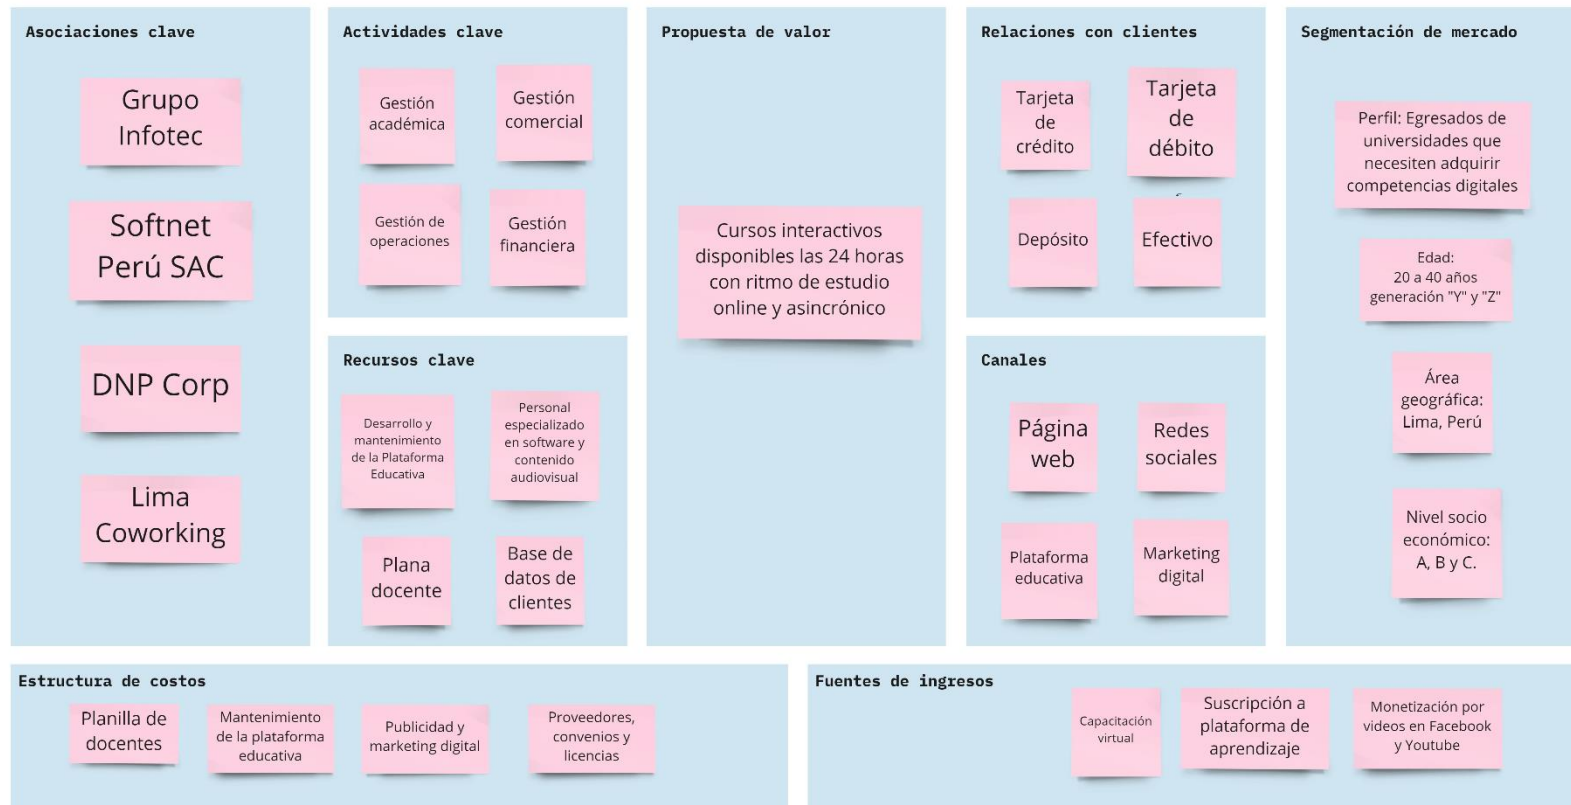 Asociaciones clave
Grupo
Infotec
Softnet
Perú SAC
DNP Corp
Lima
Coworking
Actividades clave
Gestión
académica
Gestión
comercial
Gestión de
operaciones
Gestión
financiera
Recursos clave
Desarrollo y
mantenimiento
de la Plataforma
Educativa
Personal
especializado
en software y
contenido
audiovisual
Plana
docente
Base de
datos de
clientes
Propuesta de valor
Cursos interactivos
disponibles las 24 horas
con ritmo de estudio
online y asincrónico
Relaciones con clientes
Tarjeta
de
crédito
Tarjeta
de
débito
Depósito
Efectivo
Canales
Página
web
Redes
sociales
Plataforma
educativa
Marketing
digital
Segmentación de mercado
Perfil: Egresados de
universidades que
necesiten adquirir
competencias digitales
Edad:
20 a 40 años
generación "Y" y "Z"
Área
geográfica:
Lima, Perú
Nivel socio
económico:
A, B y C.
Estructura de costos
Planilla de
docentes
Mantenimiento
de la plataforma
educativa
Publicidad y
marketing digital
Proveedores,
convenios y
licencias
Fuentes de ingresos
Capacitación
virtual
Suscripción a
plataforma de
aprendizaje
Monetización por
videos en Facebook
y Youtube